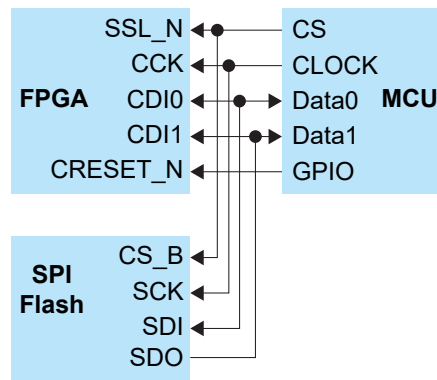 SSL_N CS
CCK CLOCK
FPGA CDI0 Data0 MCU
CDI1 Data1
CRESET_N GPIO
CS_B
SPI
Flash
SCK
SDI
SDO